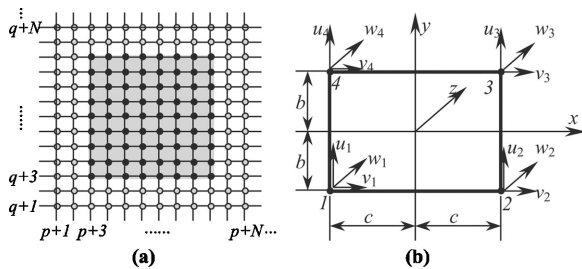 ⋮
q+N
⋮
q+3
q+1
p+1 p+3 ...... p+N...
(a)
y
u4 w4 u3 w3
4 v4 3 v3
z
b
x
b
u1 w1 u2 w2
1 v1 2 v2
c c
(b)